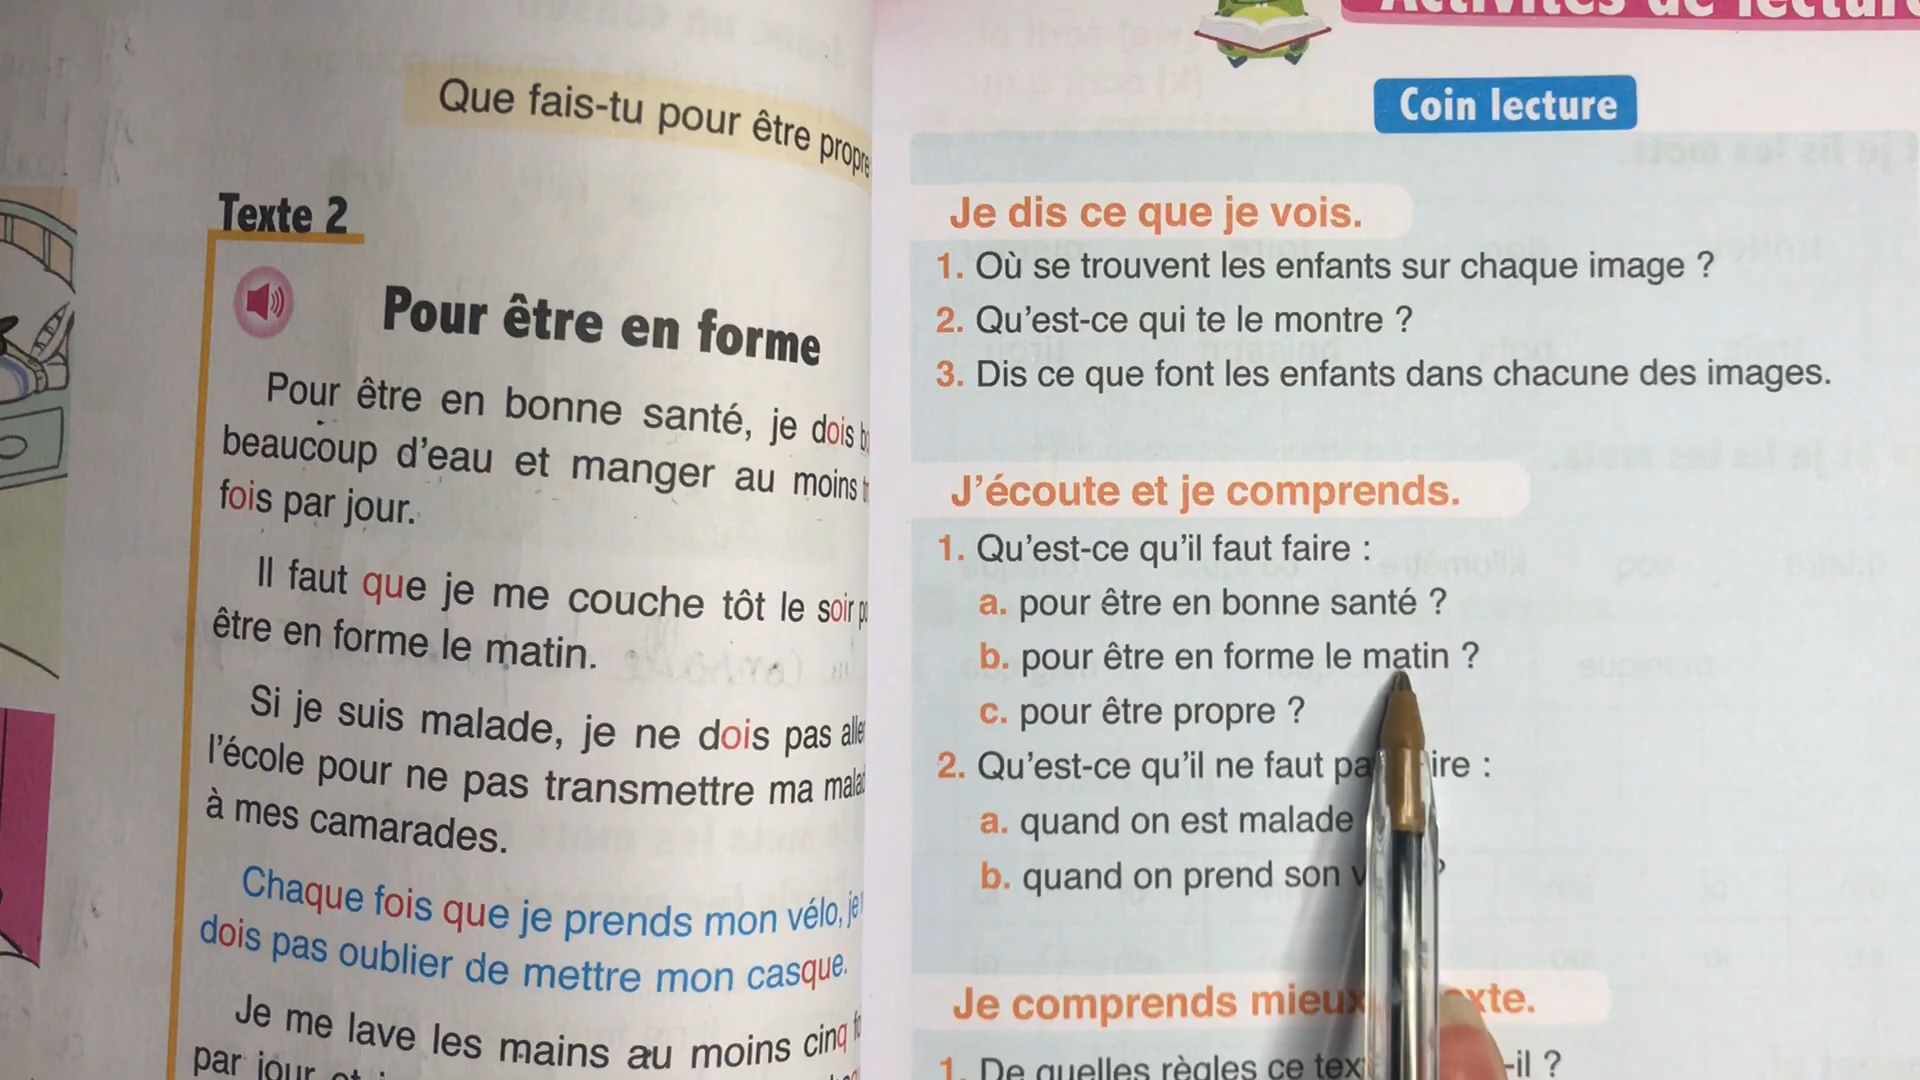 Que fais-tu pour être propre
Texte 2
Pour être en forme
Pour être en bonne santé, je dois
beaucoup d'eau et manger au moins
fois par jour.
Il faut que je me couche tôt le soir
être en forme le matin.
Si je suis malade, je ne dois pas
l'école pour ne pas transmettre ma
à mes camarades.
Chaque fois que je prends mon vélo, je
dois pas oublier de mettre mon casque.
Je me lave les mains au moins cinq
par jour et
Activités de lecture
Coin lecture
Je dis ce que je vois.
1. Où se trouvent les enfants sur chaque image ?
2. Qu'est-ce qui te le montre ?
3. Dis ce que font les enfants dans chacune des images.
J'écoute et je comprends.
1. Qu'est-ce qu'il faut faire :
a. pour être en bonne santé ?
b. pour être en forme le matin ?
c. pour être propre ?
2. Qu'est-ce qu'il ne faut pas faire :
a. quand on est malade
b. quand on prend son ?
Je comprends mieux
1. De quelles règles ce -il ?